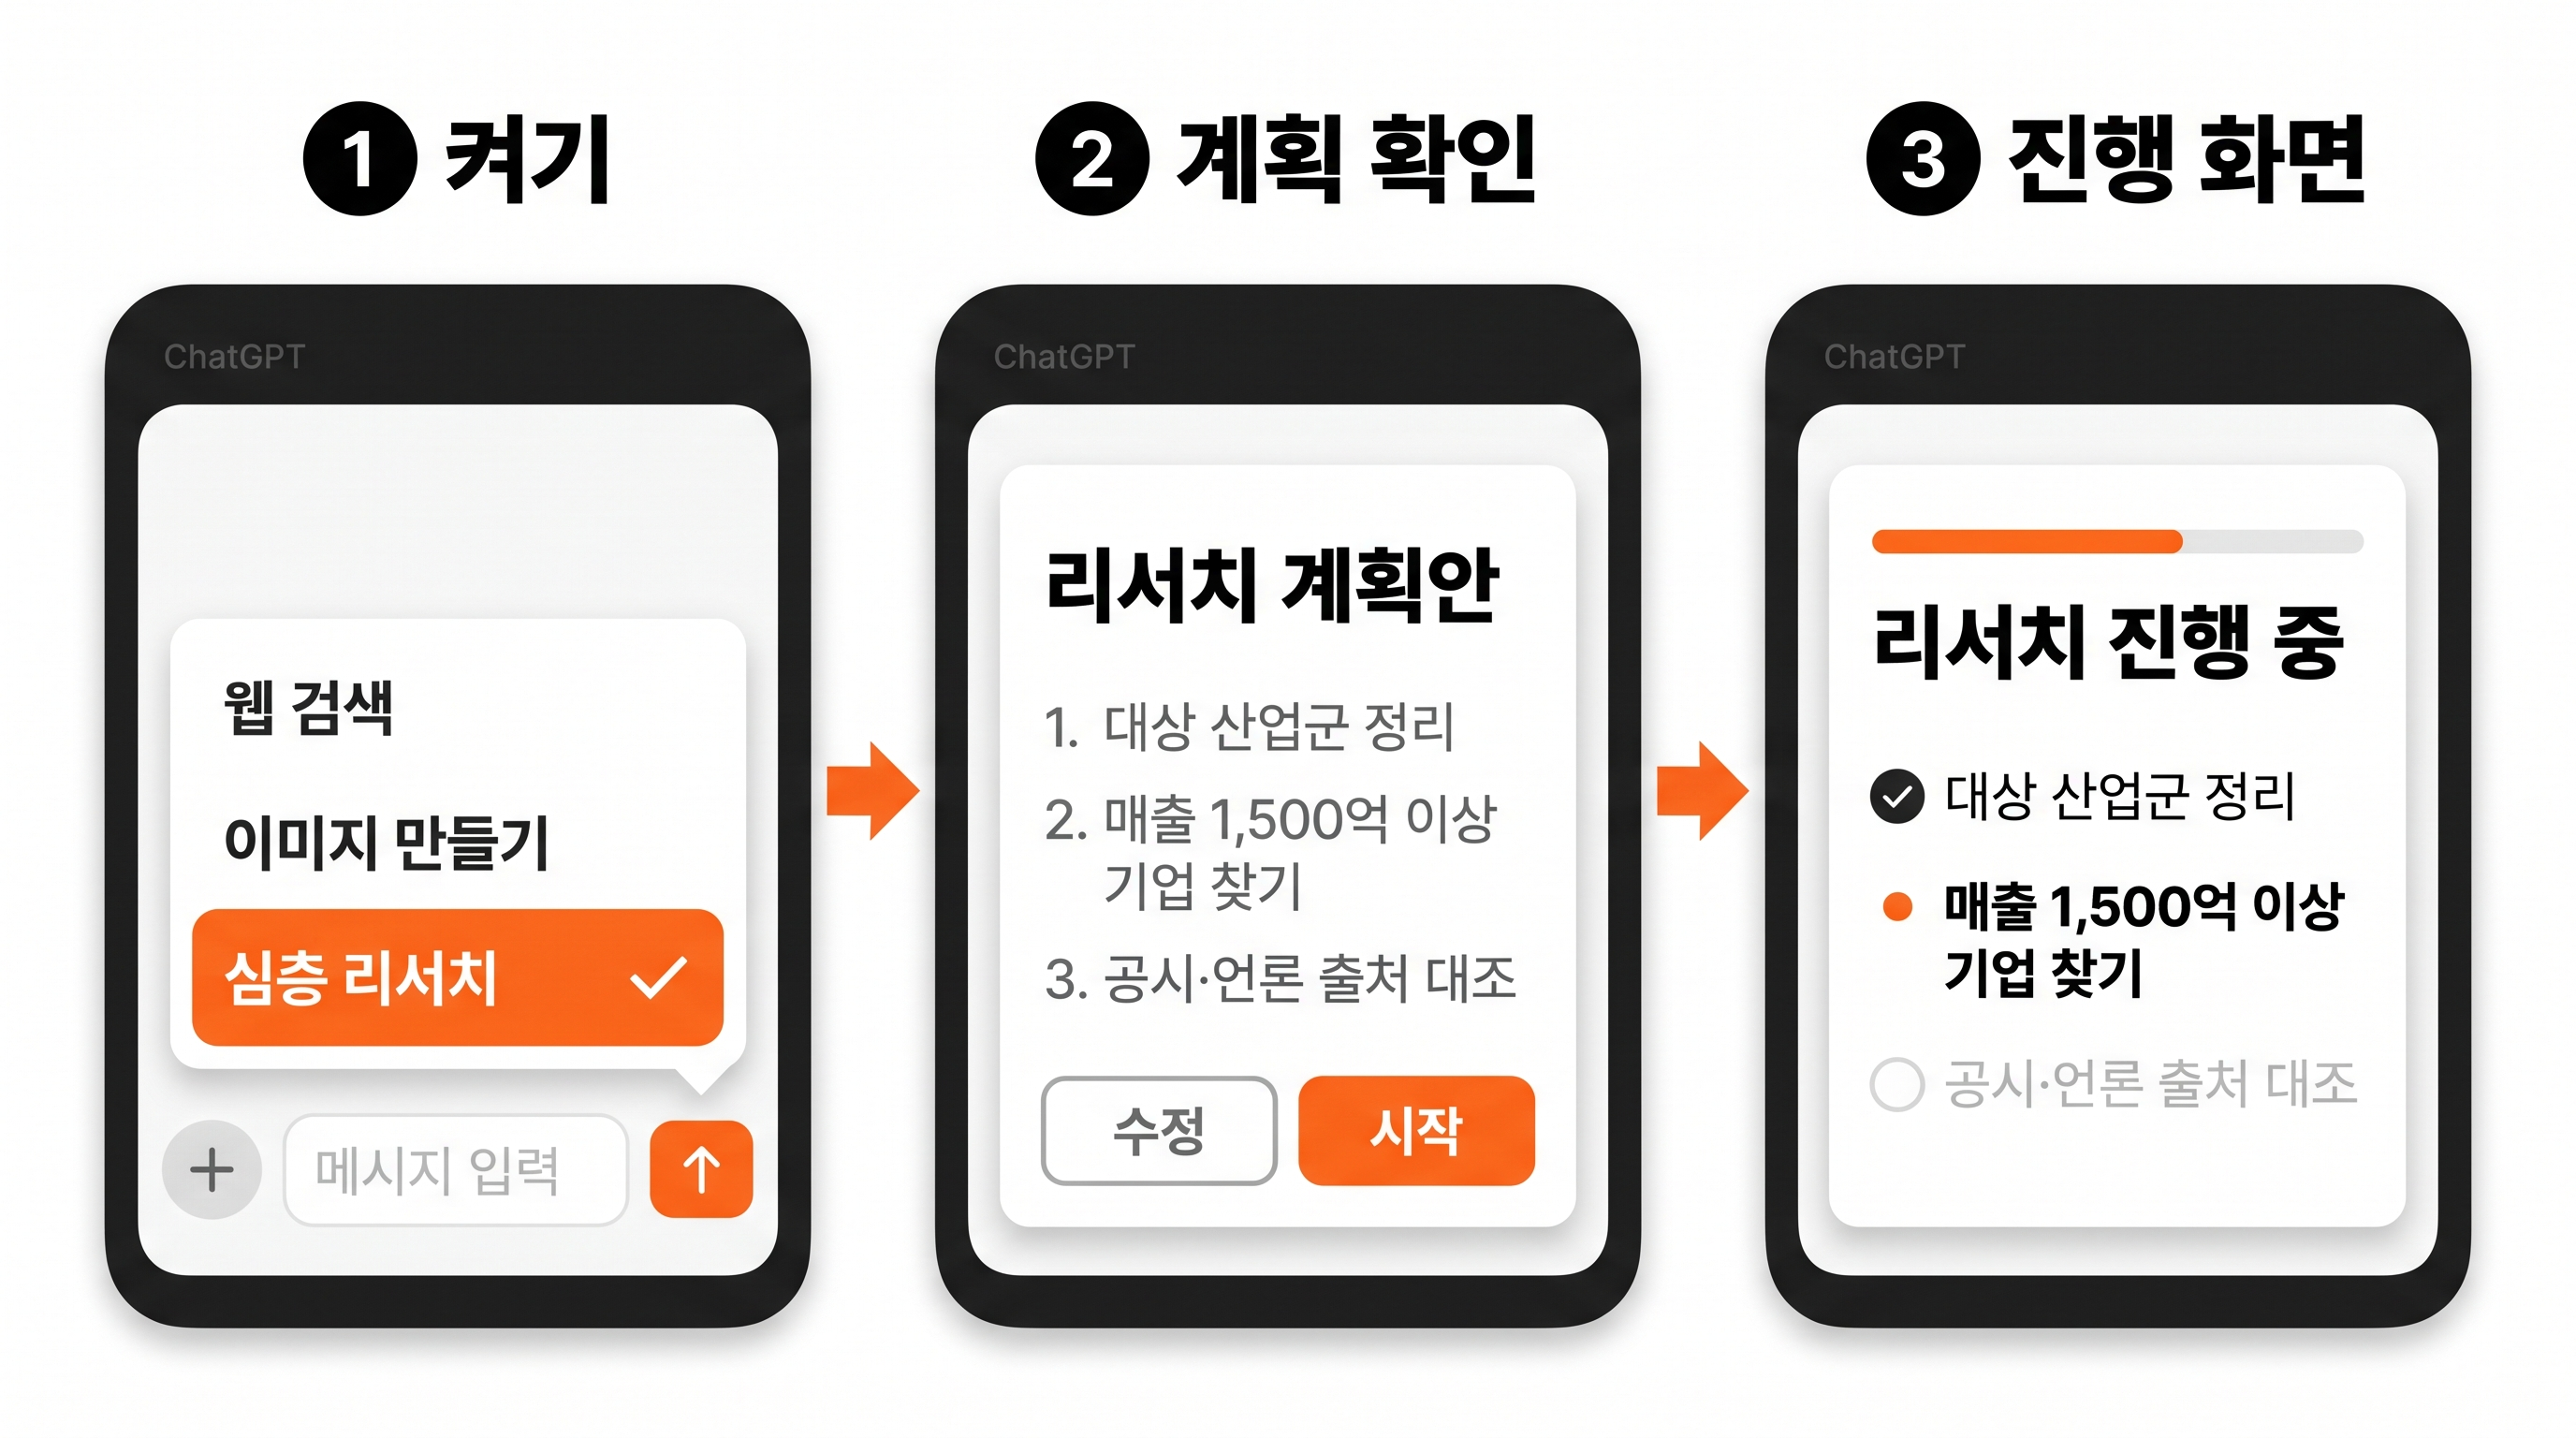 1 켜기
ChatGPT
웹 검색
이미지 만들기
심층 리서치
메시지 입력
2 계획 확인
ChatGPT
리서치 계획안
1. 대상 산업군 정리
2. 매출 1,500억 이상
기업 찾기
3. 공시·언론 출처 대조
수정
시작
3 진행 화면
ChatGPT
리서치 진행 중
대상 산업군 정리
매출 1,500억 이상
기업 찾기
공시·언론 출처 대조